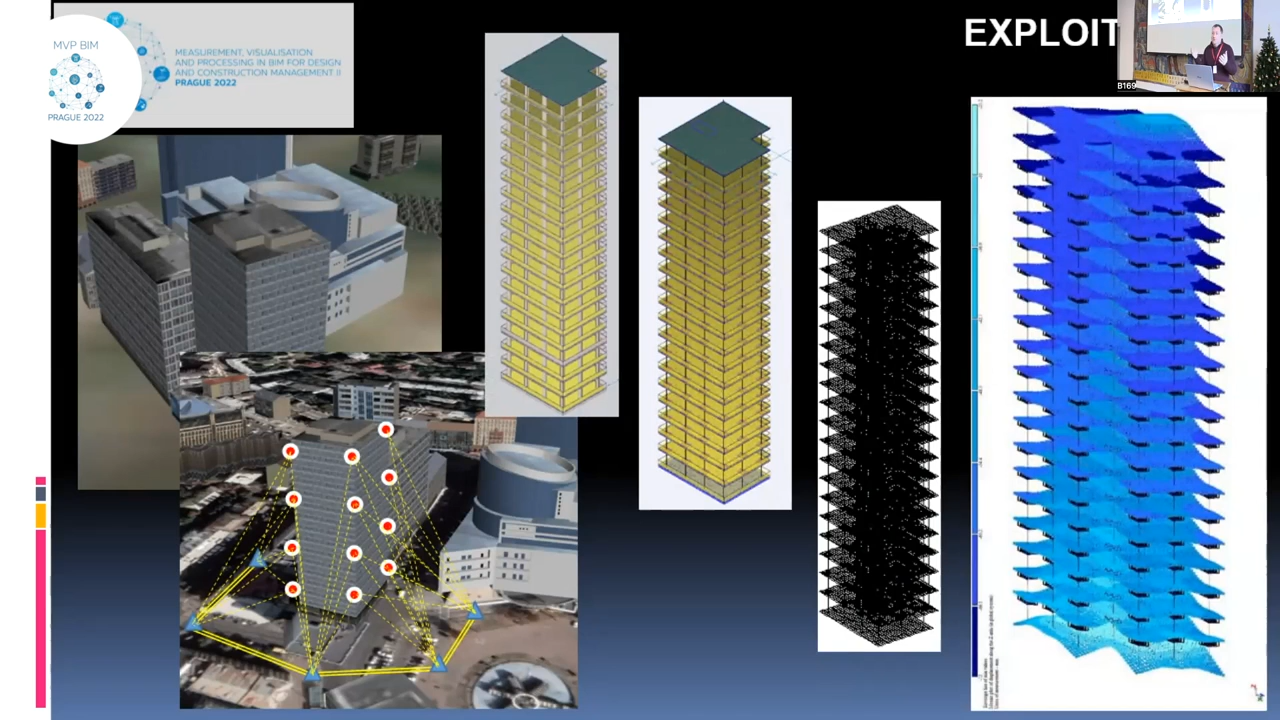 MVP BIM
PRAGUE 2022
MEASUREMENT, VISUALISATION
AND PROCESSING IN BIM FOR DESIGN
AND CONSTRUCTION MANAGEMENT II
PRAGUE 2022
EXPLOIT
B169